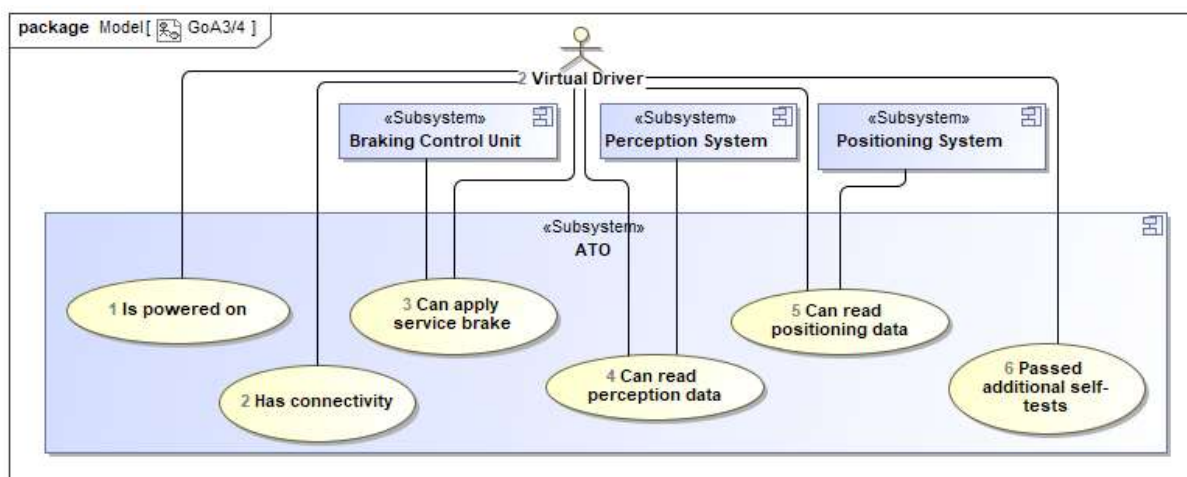 package Model[ GoA3/4 ]
2 Virtual Driver
«Subsystem»
Braking Control Unit
«Subsystem»
Perception System
«Subsystem»
Positioning System
«Subsystem»
ATO
1 Is powered on
2 Has connectivity
3 Can apply
service brake
4 Can read
perception data
5 Can read
positioning data
6 Passed
additional self-
tests